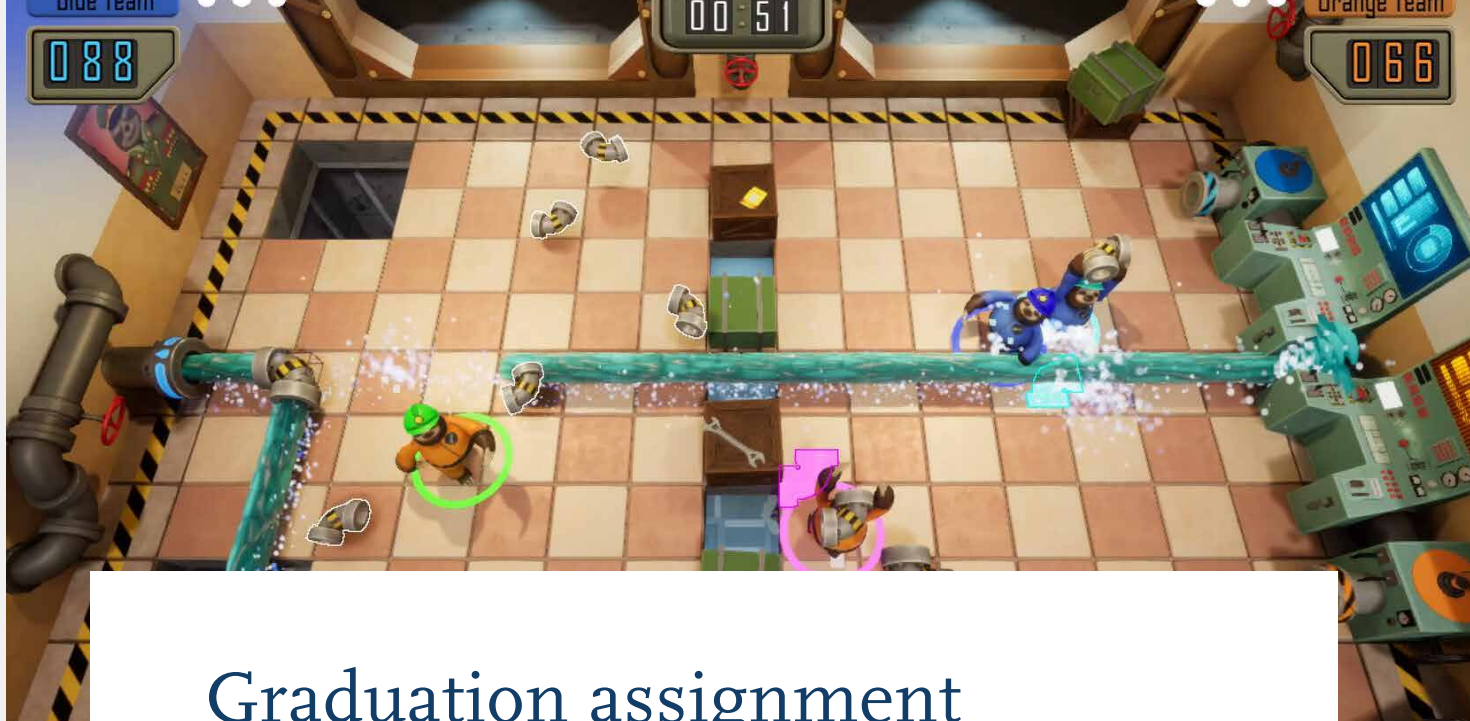 Blue Team
00:51
Orange Team
088
066
Graduation assignment